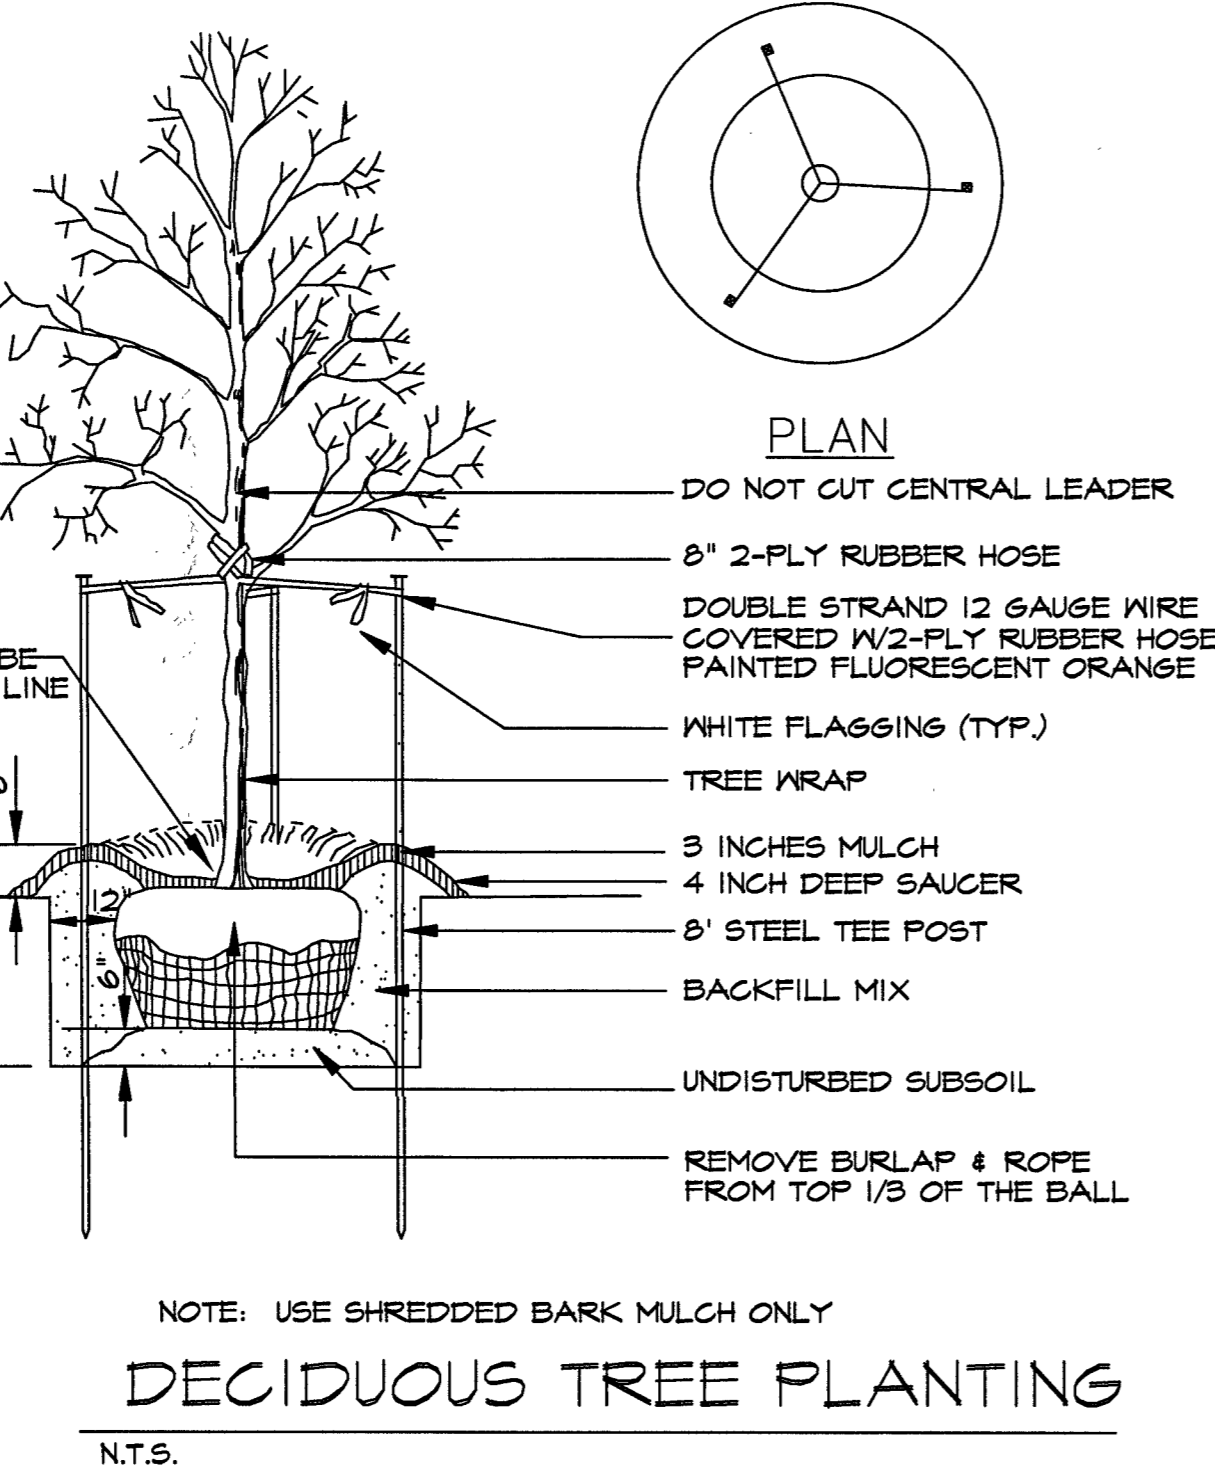 PLAN
DO NOT CUT CENTRAL LEADER
8" 2-PLY RUBBER HOSE
DOUBLE STRAND 12 GAUGE WIRE
COVERED W/2-PLY RUBBER HOSE
PAINTED FLUORESCENT ORANGE
BE
LINE
WHITE FLAGGING (TYP.)
TREE WRAP
3 INCHES MULCH
4 INCH DEEP SAUCER
12"
8' STEEL TEE POST
6"
BACKFILL MIX
UNDISTURBED SUBSOIL
REMOVE BURLAP & ROPE
FROM TOP 1/3 OF THE BALL
NOTE: USE SHREDDED BARK MULCH ONLY
DECIDUOUS TREE PLANTING
N.T.S.